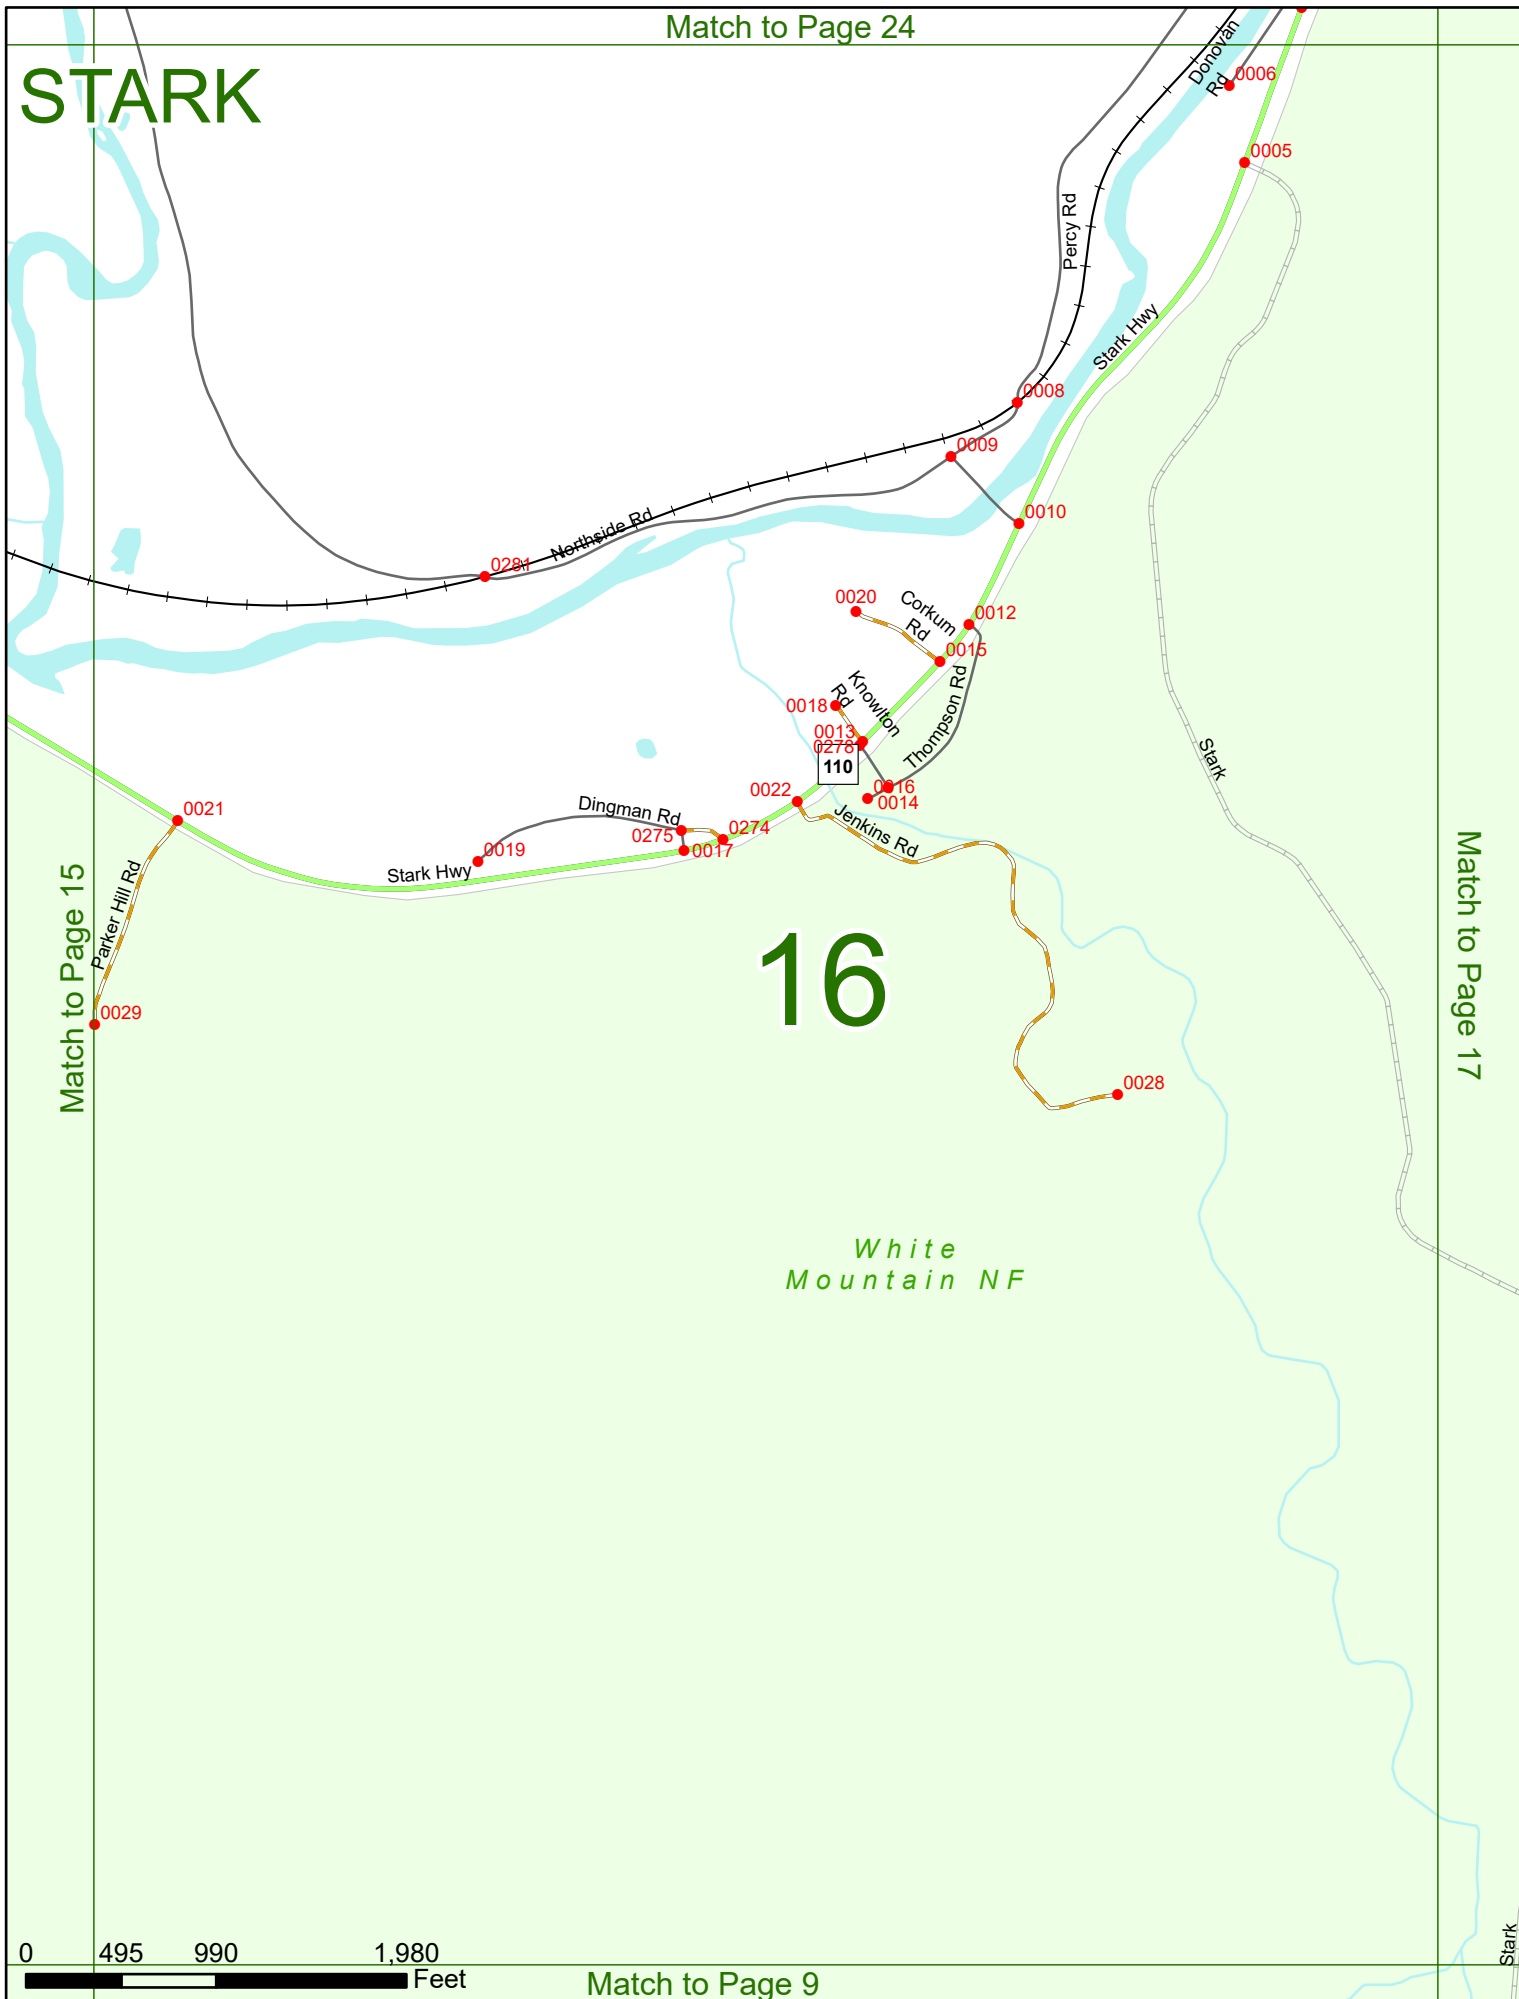 Match to Page 24
STARK
Donovan
Rd
0006
0005
Percy Rd
Stark Hwy
0008
0009
0010
Northside Rd
0281
0020
Corkum
Rd
0012
0015
Knowlton
Rd
0018
Thompson Rd
0013
0278
110
0016
0014
0022
Stark
Dingman Rd
0275
0274
0017
Jenkins Rd
0021
0019
Stark Hwy
Parker Hill Rd
Match to Page 15
Match to Page 17
16
0029
0028
White
Mountain NF
Stark
0 495 990 1,980
Feet
Match to Page 9